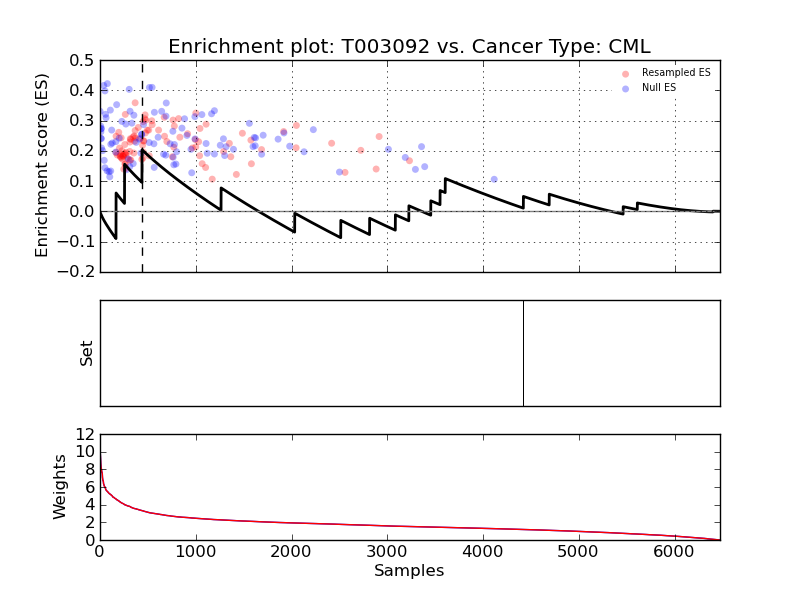 Enrichment plot: T003092 vs. Cancer Type: CML
Enrichment score (ES)
0.5
0.4
0.3
0.2
0.1
0.0
−0.1
−0.2
Resampled ES
Null ES
Set
Weights
12
10
8
6
4
2
0
0 1000 2000 3000 4000 5000 6000
Samples